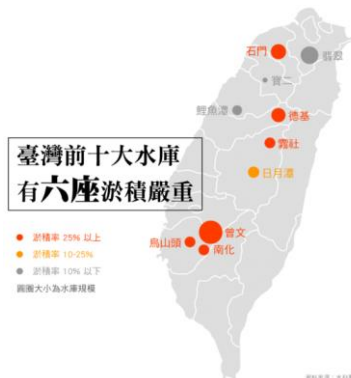 石門
翡翠
寶二
鯉魚潭
德基
霧社
臺灣前十大水庫
有六座淤積嚴重
日月潭
曾文
烏山頭
南化
淤積率 25% 以上
淤積率 10-25%
淤積率 10% 以下
圓圈大小為水庫規模